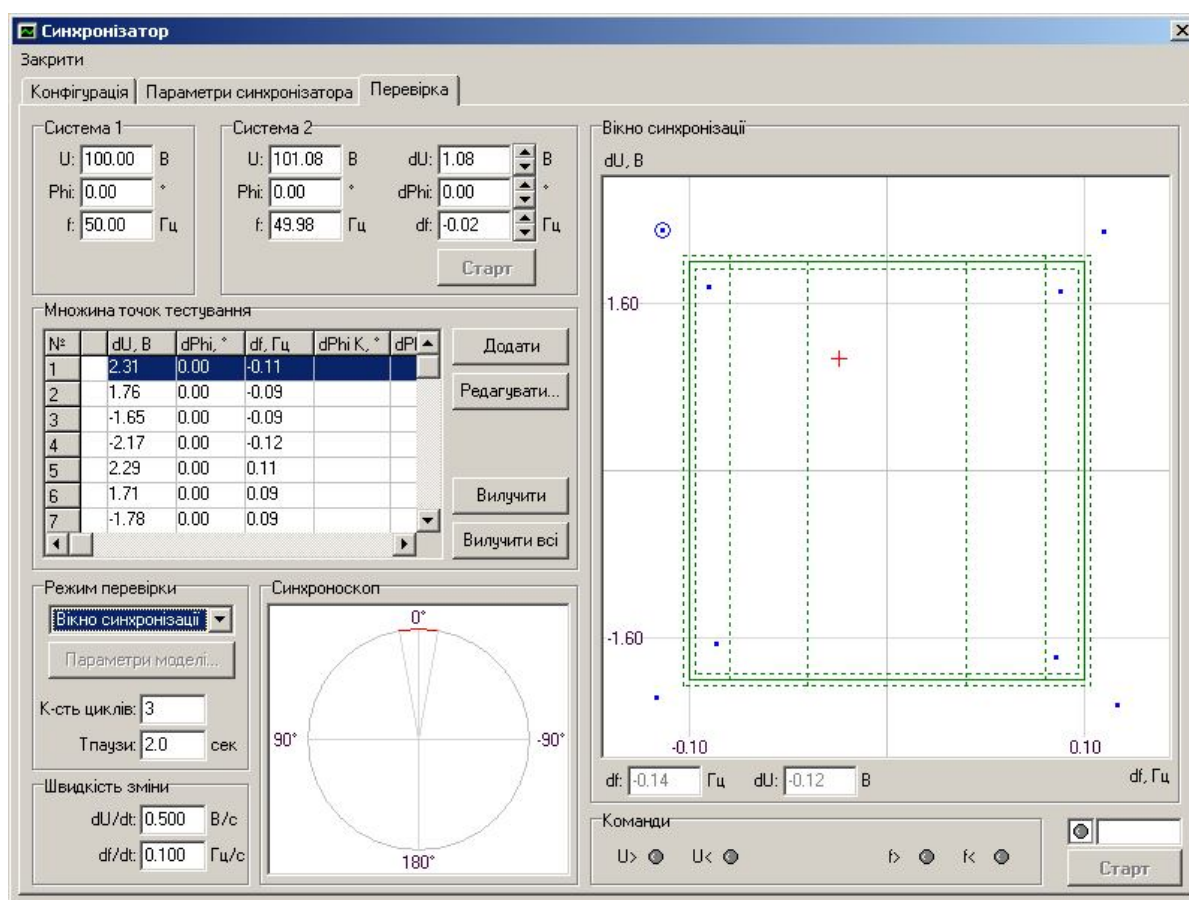 Синхронізатор
Закрити
Конфігурація Параметри синхронізатора Перевірка
Система 1
U: 100.00 В
Phi: 0.00 °
f: 50.00 Гц
Система 2
U: 101.08 В dU: 1.08 В
Phi: 0.00 ° dPhi: 0.00 °
f: 49.98 Гц df: -0.02 Гц
Старт
Множина точок тестування
№ dU, В dPhi, ° df, Гц dPhi K, °
1 2.31 0.00 -0.11
2 1.76 0.00 -0.09
3 -1.65 0.00 -0.09
4 -2.17 0.00 -0.12
5 2.29 0.00 0.11
6 1.71 0.00 0.09
7 -1.78 0.00 0.09
Додати
Редагувати...
Вилучити
Вилучити всі
Режим перевірки
Вікно синхронізації
Параметри моделі...
К-сть циклів: 3
Тпаузи: 2.0 сек
Швидкість зміни
dU/dt: 0.500 В/с
df/dt: 0.100 Гц/с
Синхроноскоп
0°
90° -90°
180°
Вікно синхронізації
dU, В
1.60
-1.60
-0.10 0.10
df: -0.14 Гц dU: -0.12 В df, Гц
Команди
U> U< f> f<
Старт